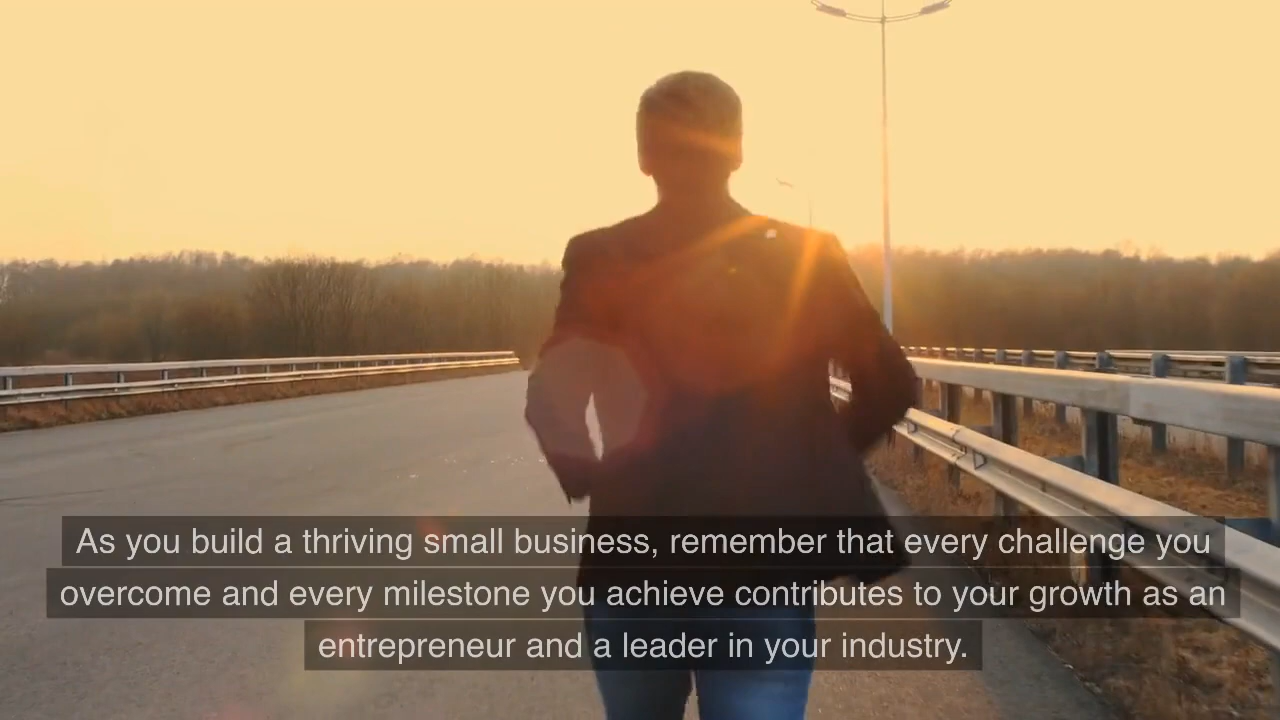 As you build a thriving small business, remember that every challenge you
overcome and every milestone you achieve contributes to your growth as an
entrepreneur and a leader in your industry.